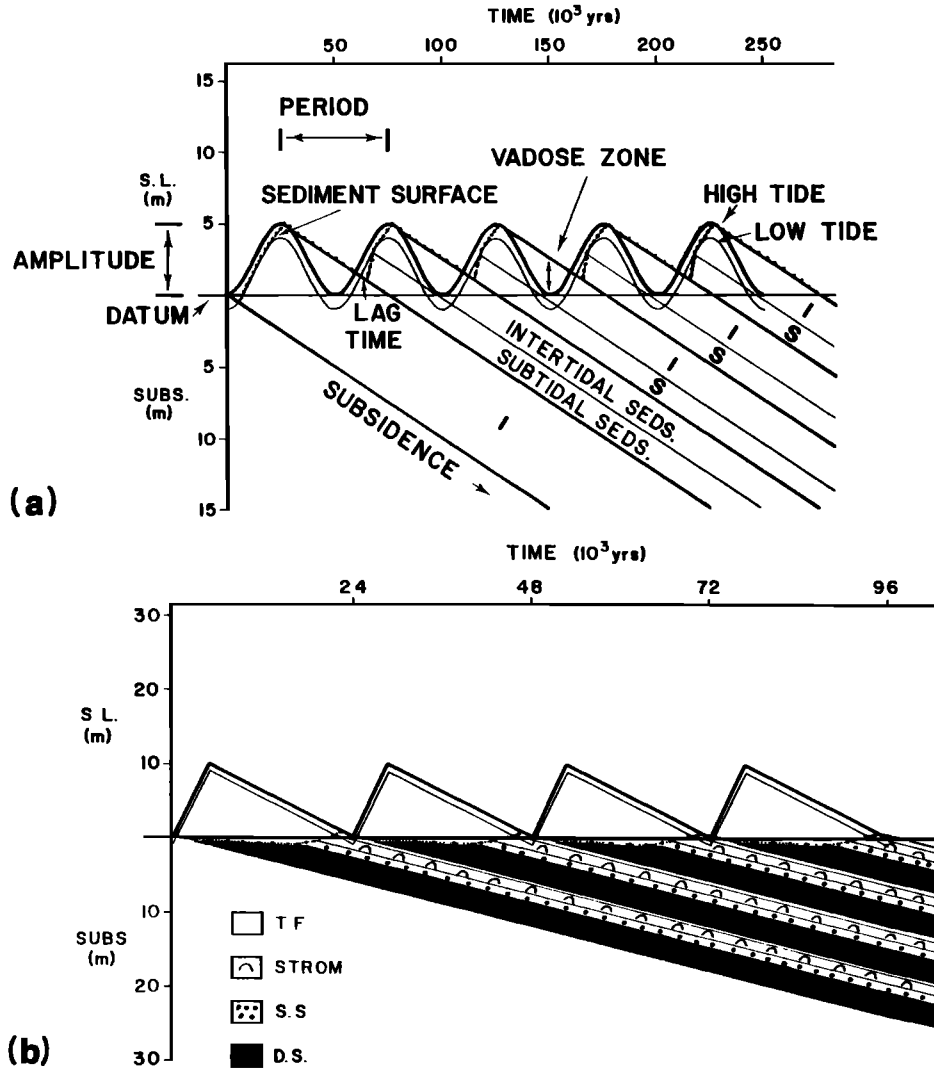 TIME (10³ yrs)
50 100 150 200 250
15
PERIOD
10
VADOSE ZONE
S.L.
(m)
SEDIMENT SURFACE
HIGH TIDE
5
LOW TIDE
AMPLITUDE
DATUM
LAG
TIME
5
SUBS.
(m)
10
15
SUBSIDENCE
INTERTIDAL SEDS.
SUBTIDAL SEDS.
I
I
S
I
S
I
S
(a)
TIME (10³ yrs)
24 48 72 96
30
20
S L.
(m)
10
10
SUBS
(m)
20
30
T F
STROM
S.S
D.S.
(b)